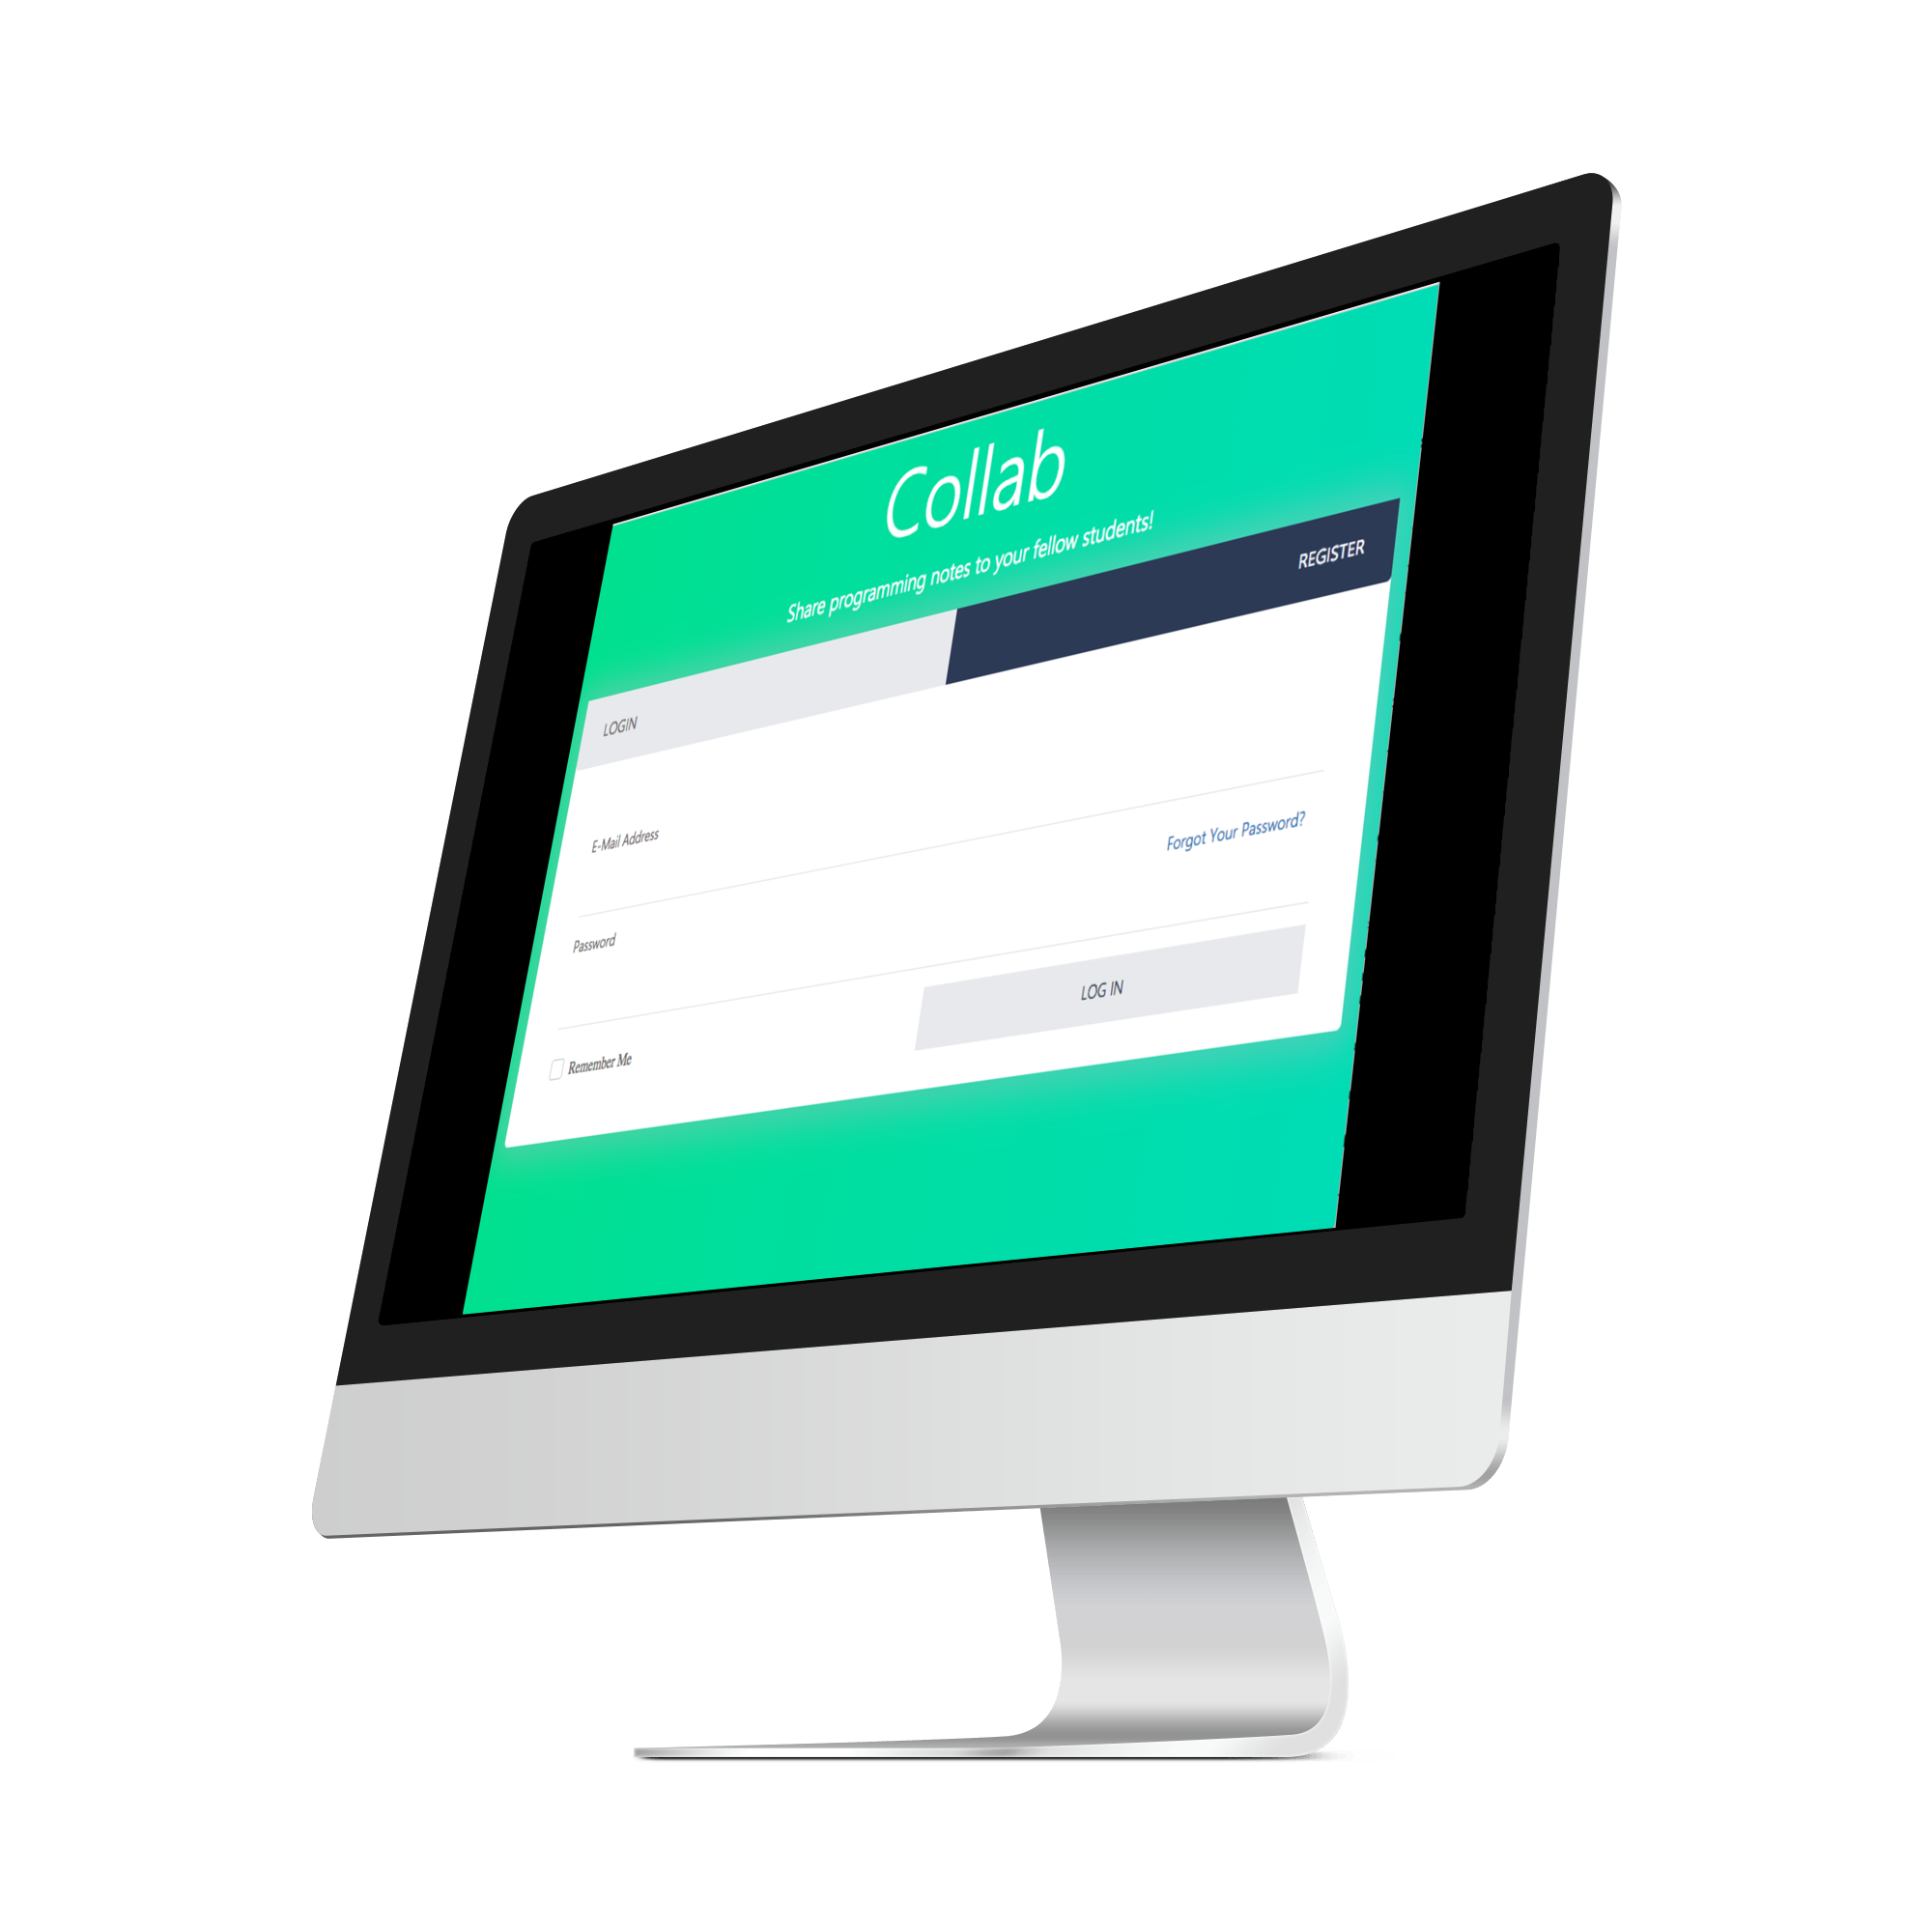 Collab
Share programming notes to your fellow students!
LOGIN
REGISTER
E-Mail Address
Forgot Your Password?
Password
LOG IN
Remember Me